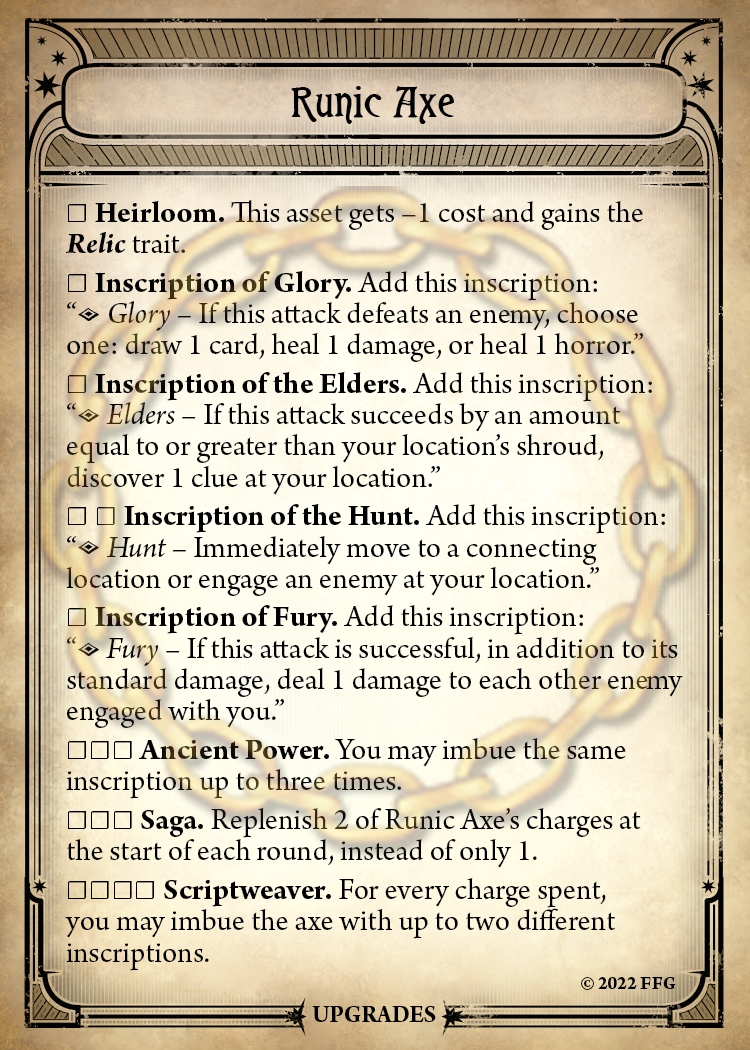 Runic Axe
☐ Heirloom. This asset gets –1 cost and gains the
Relic trait.
☐ Inscription of Glory. Add this inscription:
“ Glory – If this attack defeats an enemy, choose
one: draw 1 card, heal 1 damage, or heal 1 horror.”
☐ Inscription of the Elders. Add this inscription:
“ Elders – If this attack succeeds by an amount
equal to or greater than your location’s shroud,
discover 1 clue at your location.”
☐ ☐ Inscription of the Hunt. Add this inscription:
“ Hunt – Immediately move to a connecting
location or engage an enemy at your location.”
☐ Inscription of Fury. Add this inscription:
“ Fury – If this attack is successful, in addition to its
standard damage, deal 1 damage to each other enemy
engaged with you.”
☐☐☐ Ancient Power. You may imbue the same
inscription up to three times.
☐☐☐ Saga. Replenish 2 of Runic Axe’s charges at
the start of each round, instead of only 1.
☐☐☐☐ Scriptweaver. For every charge spent,
you may imbue the axe with up to two different
inscriptions.
© 2022 FFG
UPGRADES